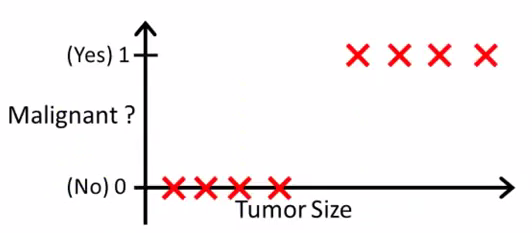 (Yes) 1
Malignant ?
(No) 0
Tumor Size